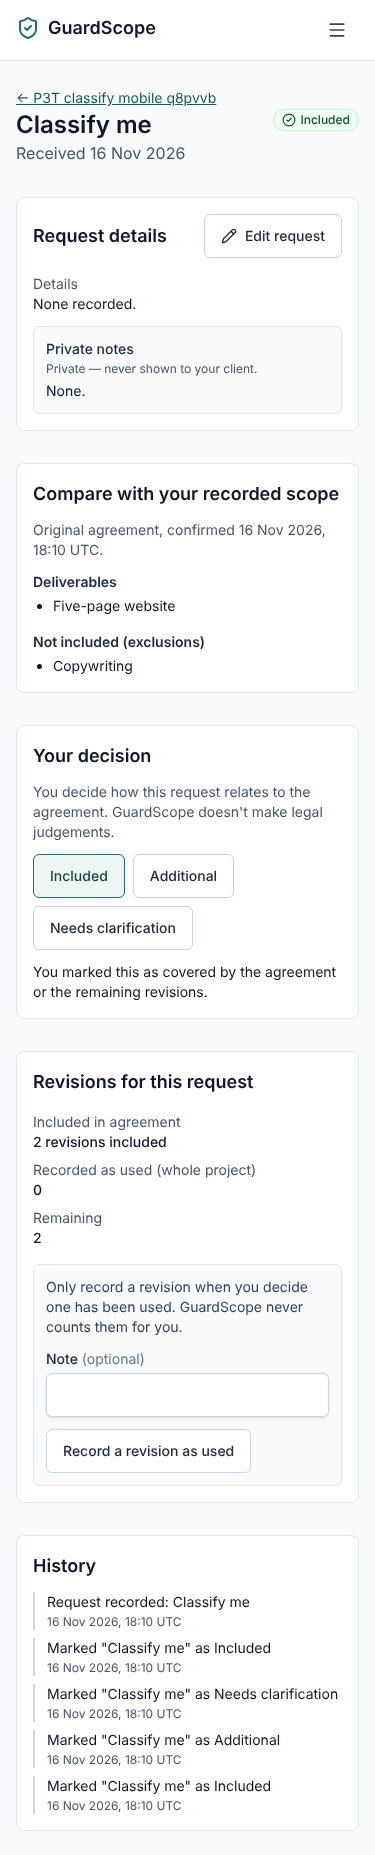 GuardScope
← P3T classify mobile q8pvvb
Classify me
Included
Received 16 Nov 2026
Request details
Edit request
Details
None recorded.
Private notes
Private — never shown to your client.
None.
Compare with your recorded scope
Original agreement, confirmed 16 Nov 2026,
18:10 UTC.
Deliverables
• Five-page website
Not included (exclusions)
• Copywriting
Your decision
You decide how this request relates to the
agreement. GuardScope doesn't make legal
judgements.
Included
Additional
Needs clarification
You marked this as covered by the agreement
or the remaining revisions.
Revisions for this request
Included in agreement
2 revisions included
Recorded as used (whole project)
0
Remaining
2
Only record a revision when you decide
one has been used. GuardScope never
counts them for you.
Note (optional)
Record a revision as used
History
Request recorded: Classify me
16 Nov 2026, 18:10 UTC
Marked "Classify me" as Included
16 Nov 2026, 18:10 UTC
Marked "Classify me" as Needs clarification
16 Nov 2026, 18:10 UTC
Marked "Classify me" as Additional
16 Nov 2026, 18:10 UTC
Marked "Classify me" as Included
16 Nov 2026, 18:10 UTC